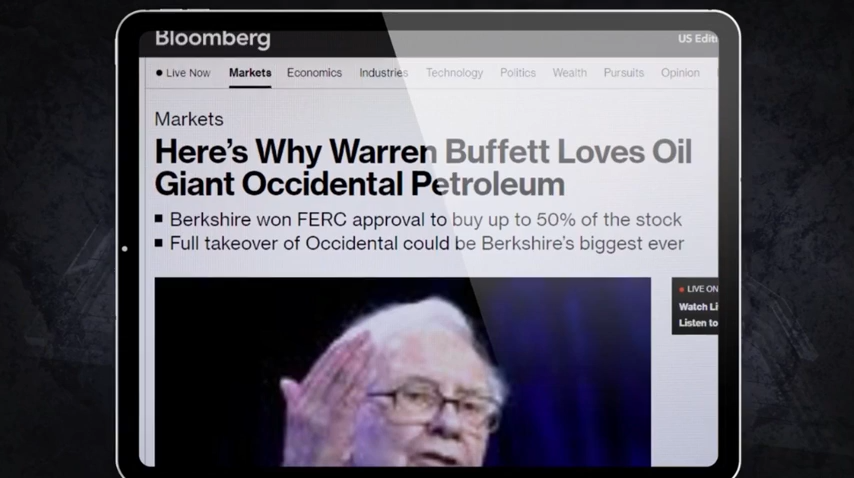 Bloomberg
US Editi
Live Now Markets Economics Industries Technology Politics Wealth Pursuits Opinion
Markets
Here's Why Warren Buffett Loves Oil
Giant Occidental Petroleum
Berkshire won FERC approval to buy up to 50% of the stock
Full takeover of Occidental could be Berkshire's biggest ever
LIVE ON
Watch Li
Listen to